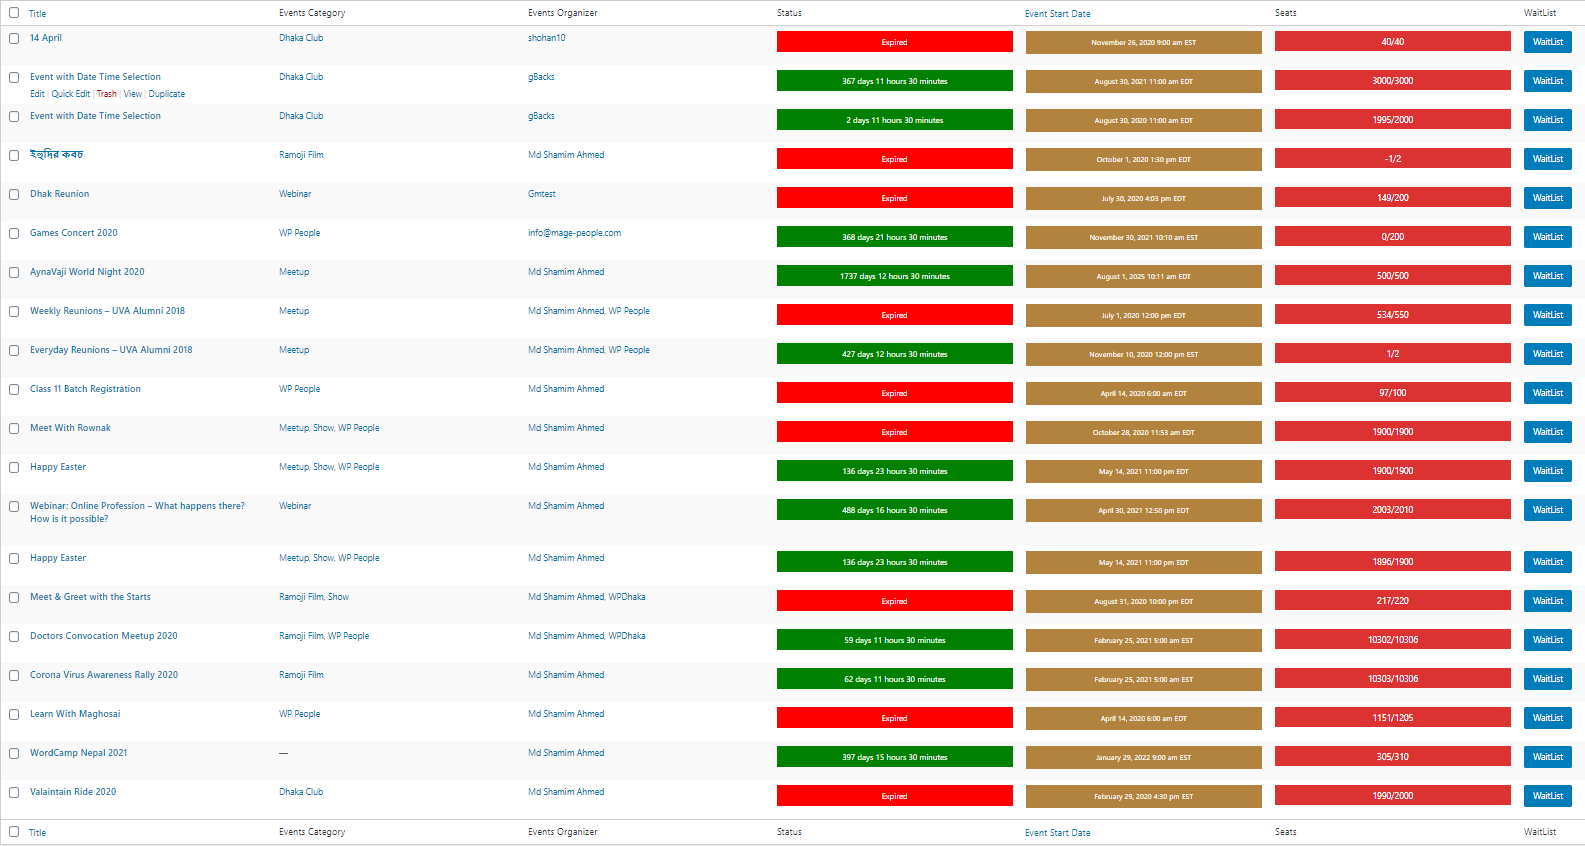 Title Events Category Events Organizer Status Event Start Date Seats WaitList
14 April Dhaka Club shohan10 Expired November 26, 2020 9:00 am EST 40/40 WaitList
Event with Date Time Selection Dhaka Club gBacks 367 days 11 hours 30 minutes August 30, 2021 11:00 am EDT 3000/3000 WaitList
Edit | Quick Edit | Trash | View | Duplicate
Event with Date Time Selection Dhaka Club gBacks 2 days 11 hours 30 minutes August 30, 2020 11:00 am EDT 1995/2000 WaitList
ইহুদির কবচ Ramoji Film Md Shamim Ahmed Expired October 1, 2020 1:30 pm EDT -1/2 WaitList
Dhak Reunion Webinar Gmtest Expired July 30, 2020 4:03 pm EDT 149/200 WaitList
Games Concert 2020 WP People info@mage-people.com 368 days 21 hours 30 minutes November 30, 2021 10:10 am EST 0/200 WaitList
AynaVaji World Night 2020 Meetup Md Shamim Ahmed 1737 days 12 hours 30 minutes August 1, 2025 10:11 am EDT 500/500 WaitList
Weekly Reunions – UVA Alumni 2018 Meetup Md Shamim Ahmed, WP People Expired July 1, 2020 12:00 pm EDT 534/550 WaitList
Everyday Reunions – UVA Alumni 2018 Meetup Md Shamim Ahmed, WP People 427 days 12 hours 30 minutes November 10, 2020 12:00 pm EST 1/2 WaitList
Class 11 Batch Registration WP People Md Shamim Ahmed Expired April 14, 2020 6:00 am EDT 97/100 WaitList
Meet With Rownak Meetup, Show, WP People Md Shamim Ahmed Expired October 28, 2020 11:53 am EDT 1900/1900 WaitList
Happy Easter Meetup, Show, WP People Md Shamim Ahmed 136 days 23 hours 30 minutes May 14, 2021 11:00 pm EDT 1900/1900 WaitList
Webinar: Online Profession – What happens there? Webinar Md Shamim Ahmed 488 days 16 hours 30 minutes April 30, 2021 12:50 pm EDT 2003/2010 WaitList
How is it possible?
Happy Easter Meetup, Show, WP People Md Shamim Ahmed 136 days 23 hours 30 minutes May 14, 2021 11:00 pm EDT 1896/1900 WaitList
Meet & Greet with the Starts Ramoji Film, Show Md Shamim Ahmed, WPDhaka Expired August 31, 2020 10:00 pm EDT 217/220 WaitList
Doctors Convocation Meetup 2020 Ramoji Film, WP People Md Shamim Ahmed, WPDhaka 59 days 11 hours 30 minutes February 25, 2021 5:00 am EST 10302/10306 WaitList
Corona Virus Awareness Rally 2020 Ramoji Film Md Shamim Ahmed 62 days 11 hours 30 minutes February 25, 2021 5:00 am EST 10303/10306 WaitList
Learn With Maghosai WP People Md Shamim Ahmed Expired April 14, 2020 6:00 am EDT 1151/1205 WaitList
WordCamp Nepal 2021 — Md Shamim Ahmed 397 days 15 hours 30 minutes January 29, 2022 9:00 am EST 305/310 WaitList
Valaintain Ride 2020 Dhaka Club Md Shamim Ahmed Expired February 29, 2020 4:30 pm EST 1990/2000 WaitList
Title Events Category Events Organizer Status Event Start Date Seats WaitList